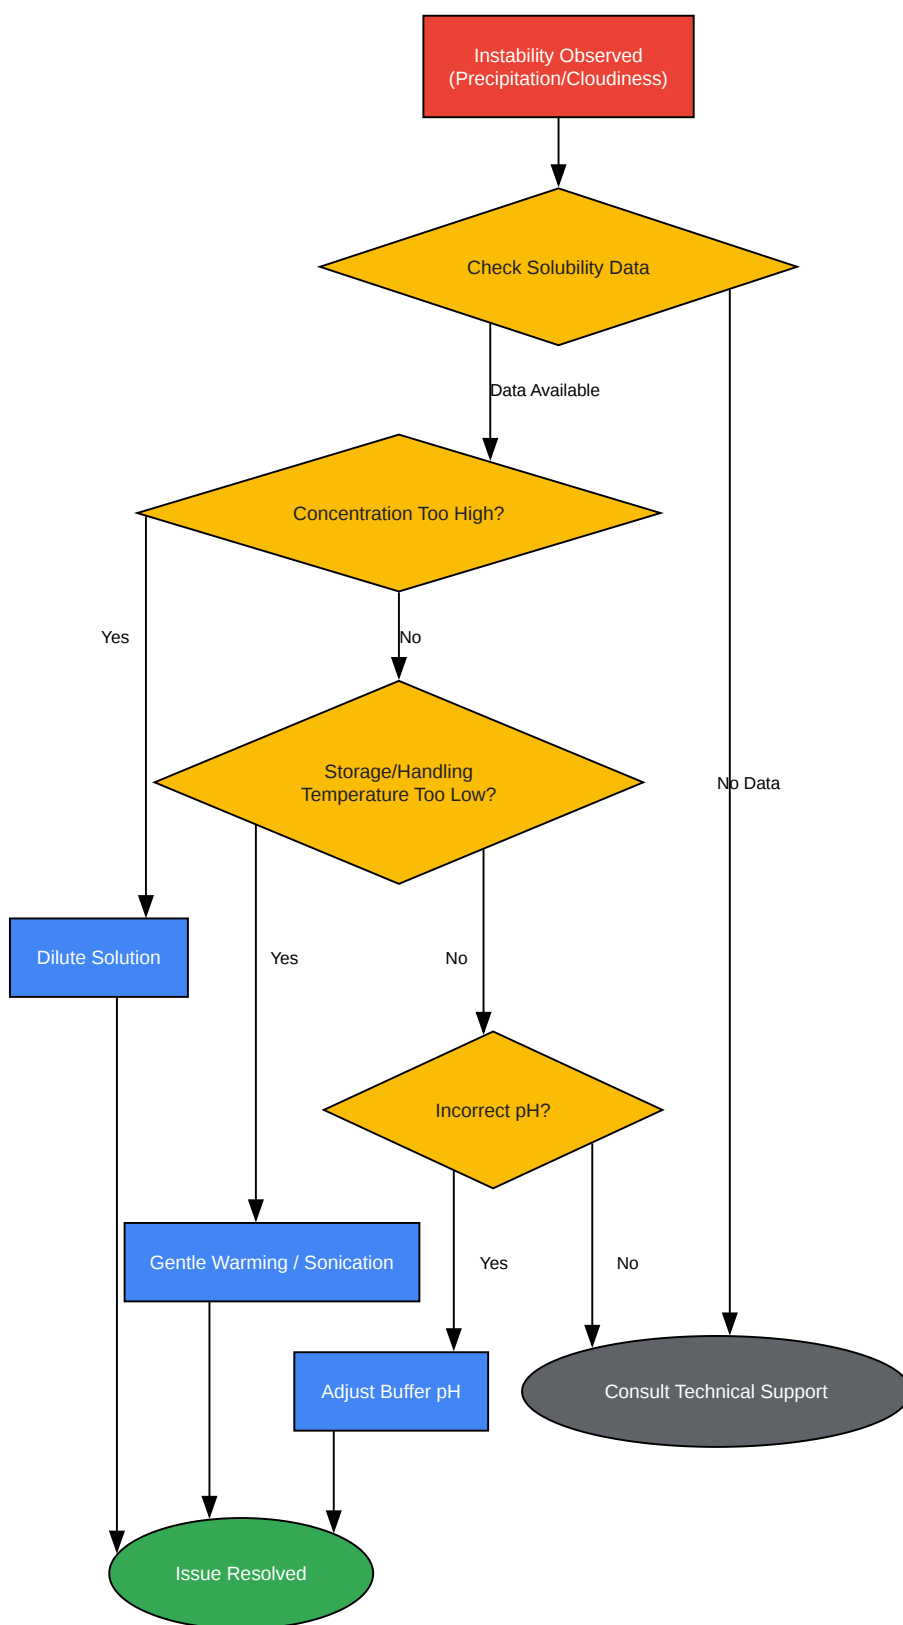 Instability Observed
(Precipitation/Cloudiness)
Check Solubility Data
Data Available
Concentration Too High?
Yes
No
Storage/Handling
Temperature Too Low?
No Data
Dilute Solution
Yes
No
Incorrect pH?
Gentle Warming / Sonication
Yes
No
Adjust Buffer pH
Consult Technical Support
Issue Resolved